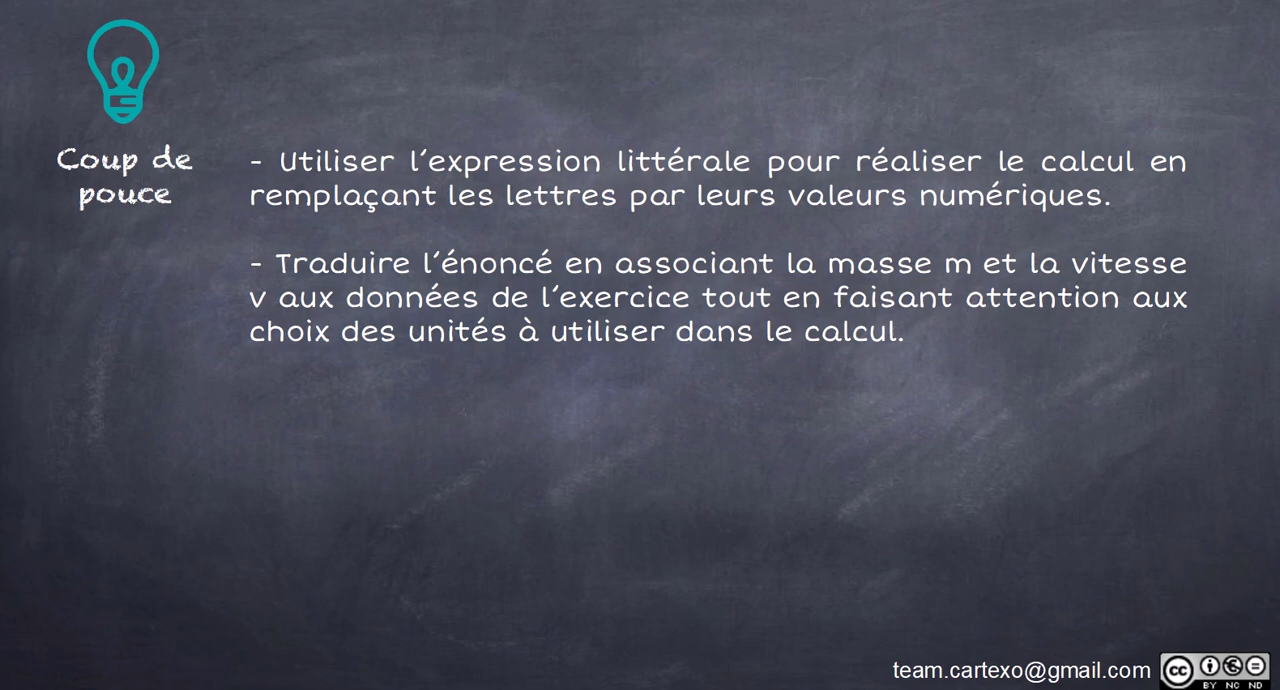 Coup de
pouce
- Utiliser l'expression littérale pour réaliser le calcul en
remplaçant les lettres par leurs valeurs numériques.
- Traduire l'énoncé en associant la masse m et la vitesse
v aux données de l'exercice tout en faisant attention aux
choix des unités à utiliser dans le calcul.
team.cartexo@gmail.com
cc
BY NC ND